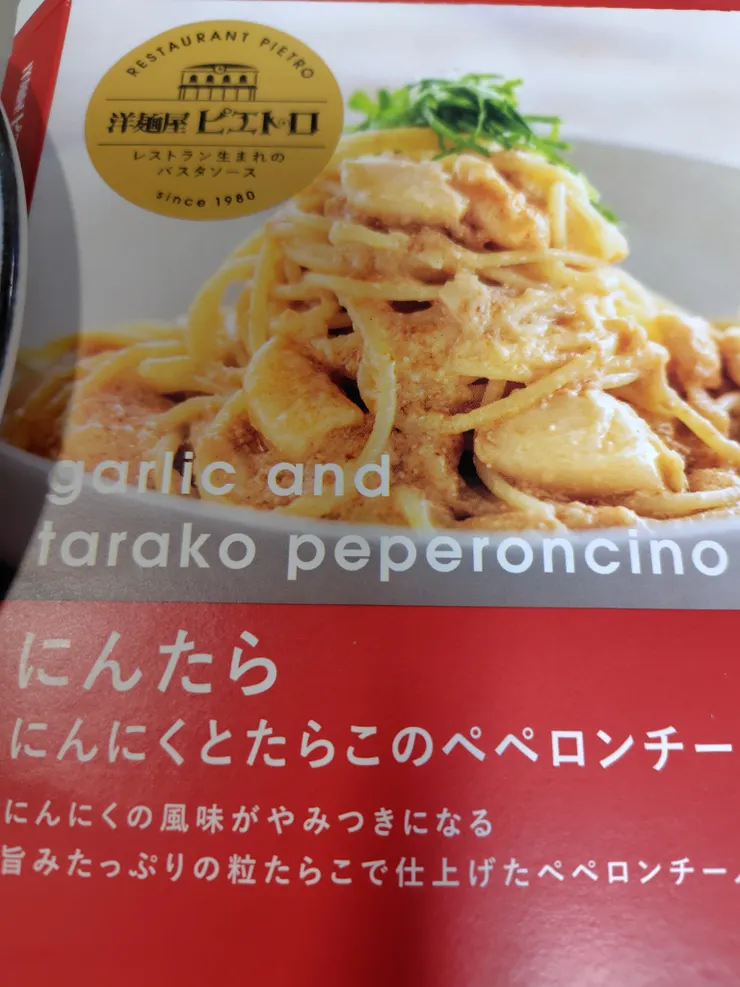 RESTAURANT PIETRO
洋麺屋 ピエトロ
レストラン生まれの
パスタソース
since 1980
garlic and
tarako peperoncino
にんたら
にんにくとたらこのペペロンチー
にんにくの風味がやみつきになる
旨みたっぷりの粒たらこで仕上げたペペロンチー